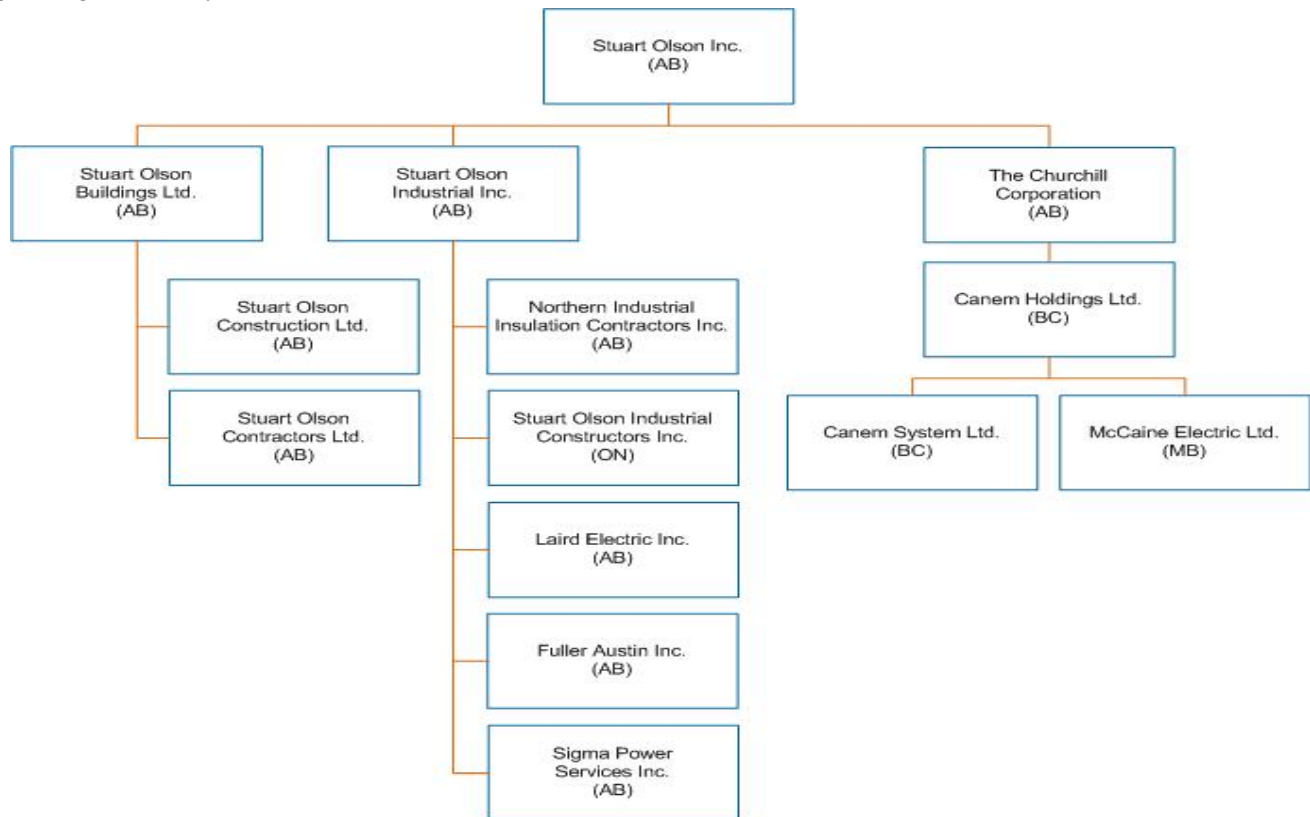 Stuart Olson Inc.
(AB)
Stuart Olson
Buildings Ltd.
(AB)
Stuart Olson
Industrial Inc.
(AB)
The Churchill
Corporation
(AB)
Stuart Olson
Construction Ltd.
(AB)
Northern Industrial
Insulation Contractors Inc.
(AB)
Canem Holdings Ltd.
(BC)
Stuart Olson
Contractors Ltd.
(AB)
Stuart Olson Industrial
Constructors Inc.
(ON)
Canem System Ltd.
(BC)
McCaine Electric Ltd.
(MB)
Laird Electric Inc.
(AB)
Fuller Austin Inc.
(AB)
Sigma Power
Services Inc.
(AB)